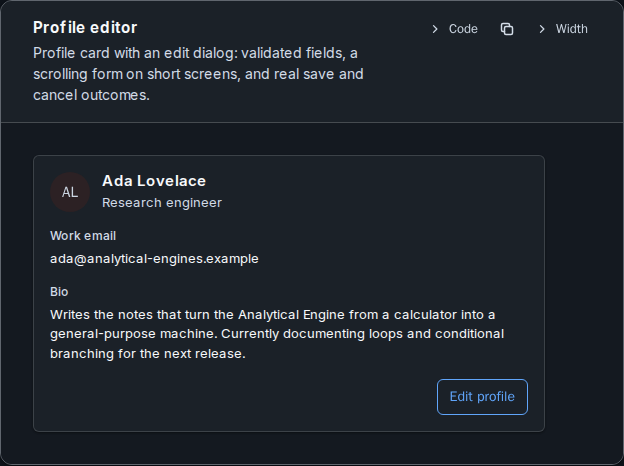 Profile editor
Code
Width
Profile card with an edit dialog: validated fields, a
scrolling form on short screens, and real save and
cancel outcomes.
AL
Ada Lovelace
Research engineer
Work email
ada@analytical-engines.example
Bio
Writes the notes that turn the Analytical Engine from a calculator into a
general-purpose machine. Currently documenting loops and conditional
branching for the next release.
Edit profile